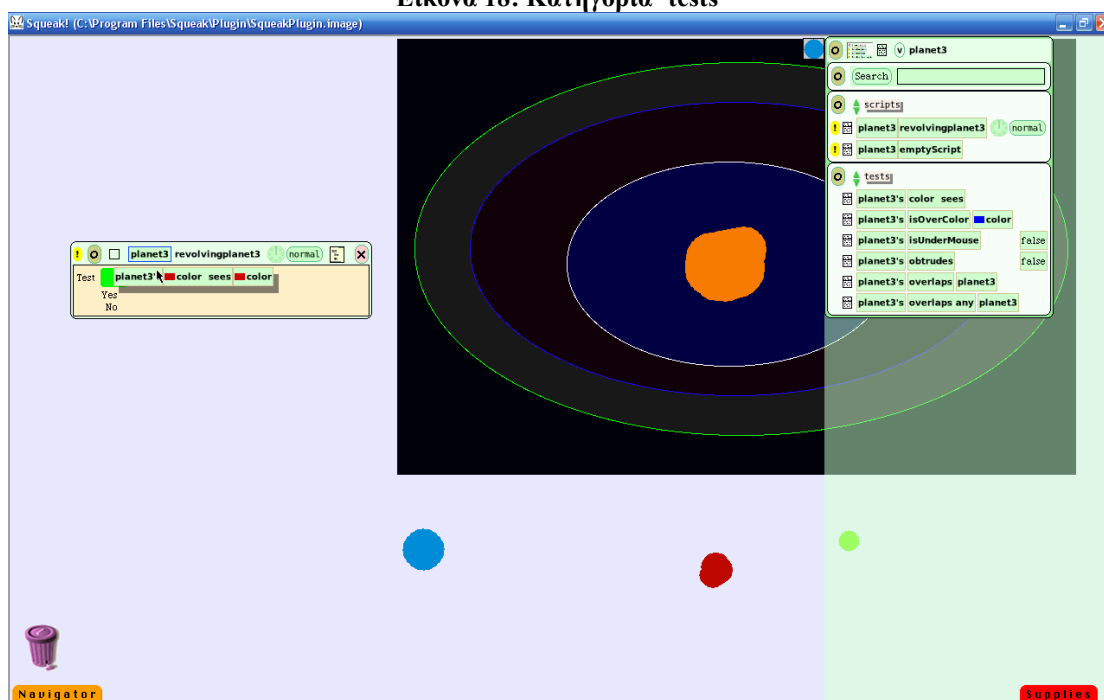 Εικόνα 18: Κατηγορία tests
Squeak! (C:\Program Files\Squeak\Plugin\SqueakPlugin.image)
planet3
Search
scripts
planet3 revolvingplanet3 normal
planet3 emptyScript
tests
planet3's color sees
planet3's isOverColor color
planet3's isUnderMouse false
planet3's obtrudes false
planet3's overlaps planet3
planet3's overlaps any planet3
planet3 revolvingplanet3 normal
Test planet3's color sees color
Yes
No
Navigator
Supplies